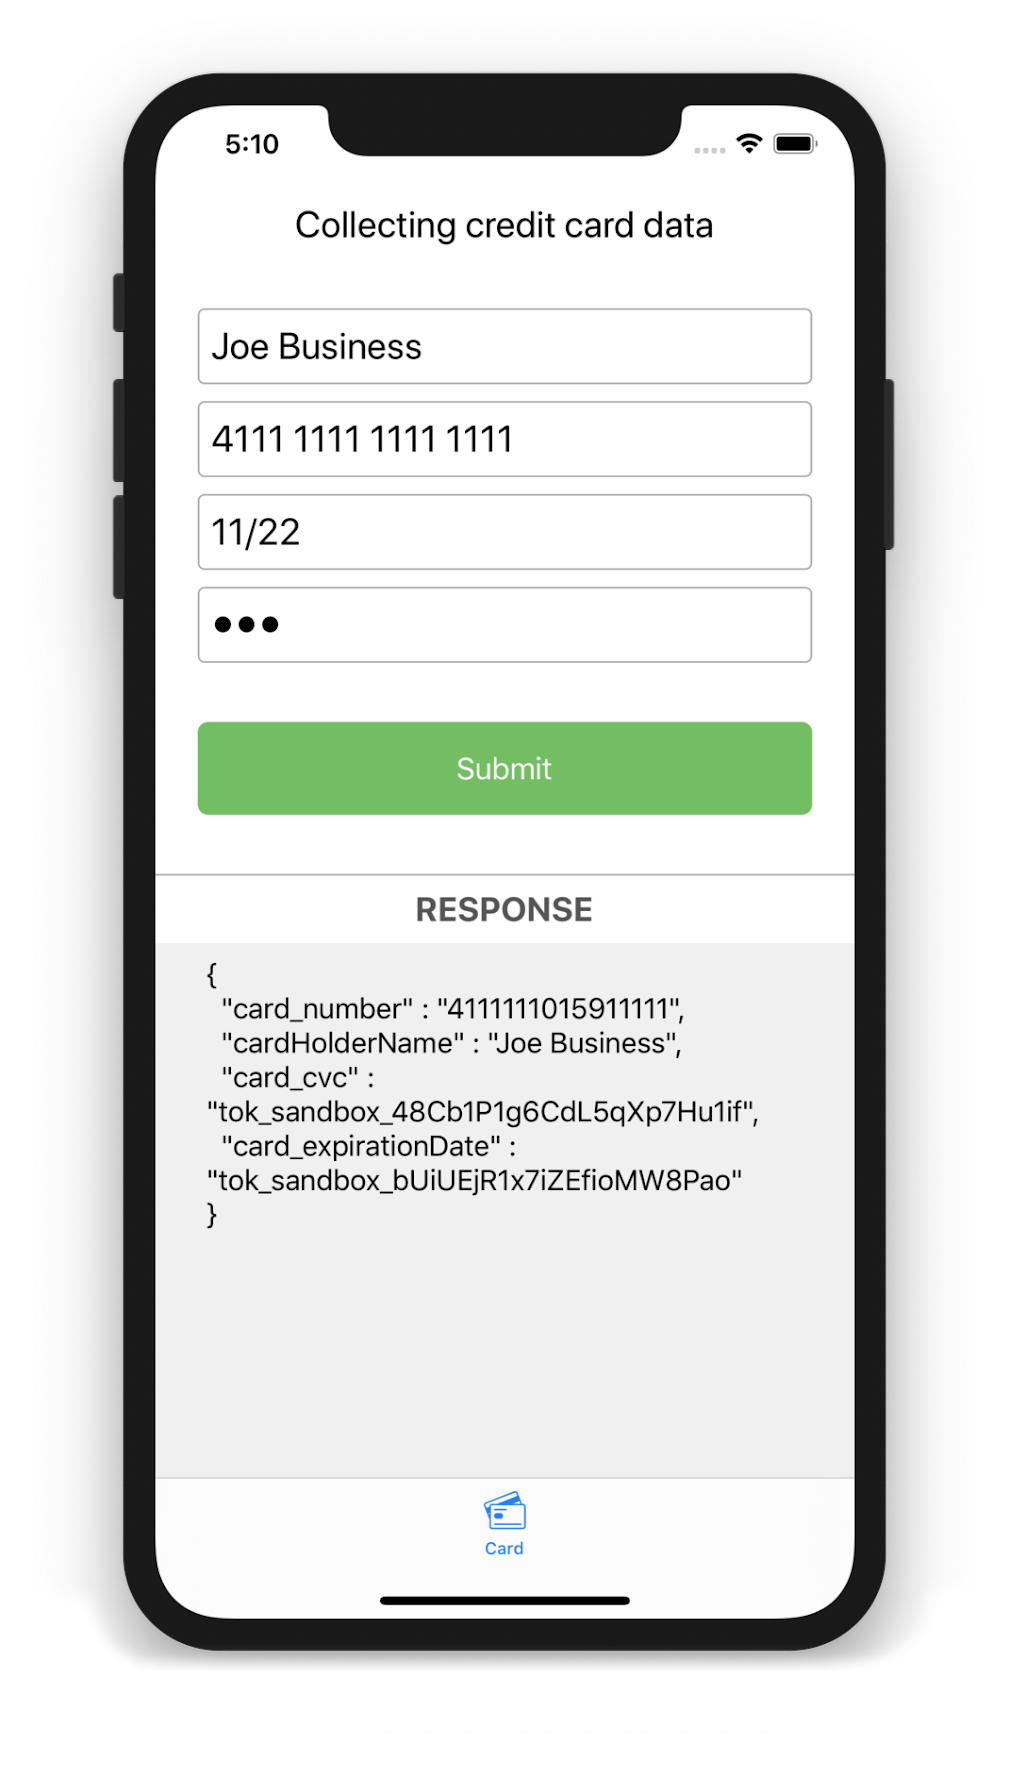 5:10
Collecting credit card data
Joe Business
4111 1111 1111 1111
11/22
●●●
Submit
RESPONSE
{
"card_number" : "4111111015911111",
"cardHolderName" : "Joe Business",
"card_cvc" :
"tok_sandbox_48Cb1P1g6CdL5qXp7Hu1if",
"card_expirationDate" :
"tok_sandbox_bUiUEjR1x7iZEfioMW8Pao"
}
Card